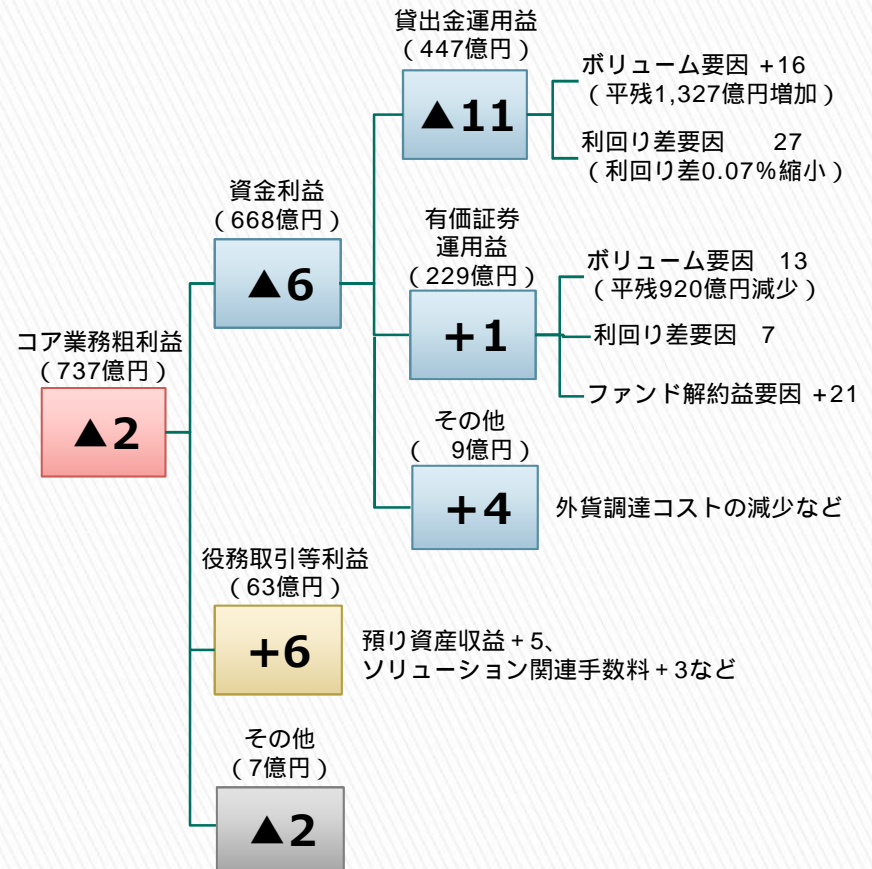 貸出金運用益
（447億円）
▲11
ボリューム要因 +16
（平残1,327億円増加）
利回り差要因　27
（利回り差0.07%縮小）
資金利益
（668億円）
▲6
有価証券
運用益
（229億円）
+1
ボリューム要因　13
（平残920億円減少）
利回り差要因　7
ファンド解約益要因 +21
コア業務粗利益
（737億円）
▲2
その他
（　9億円）
+4
外貨調達コストの減少など
役務取引等利益
（63億円）
+6
預り資産収益＋5、
ソリューション関連手数料＋3など
その他
（7億円）
▲2